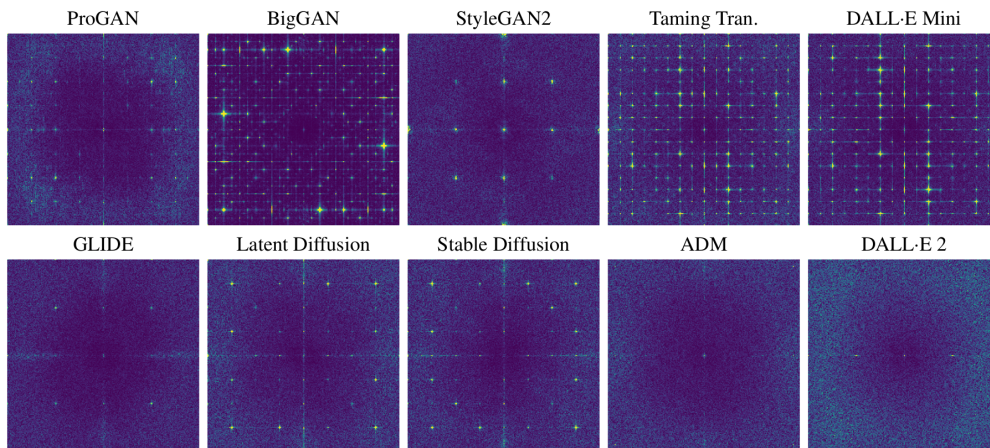 ProGAN BigGAN StyleGAN2 Taming Tran. DALL·E Mini
GLIDE Latent Diffusion Stable Diffusion ADM DALL·E 2